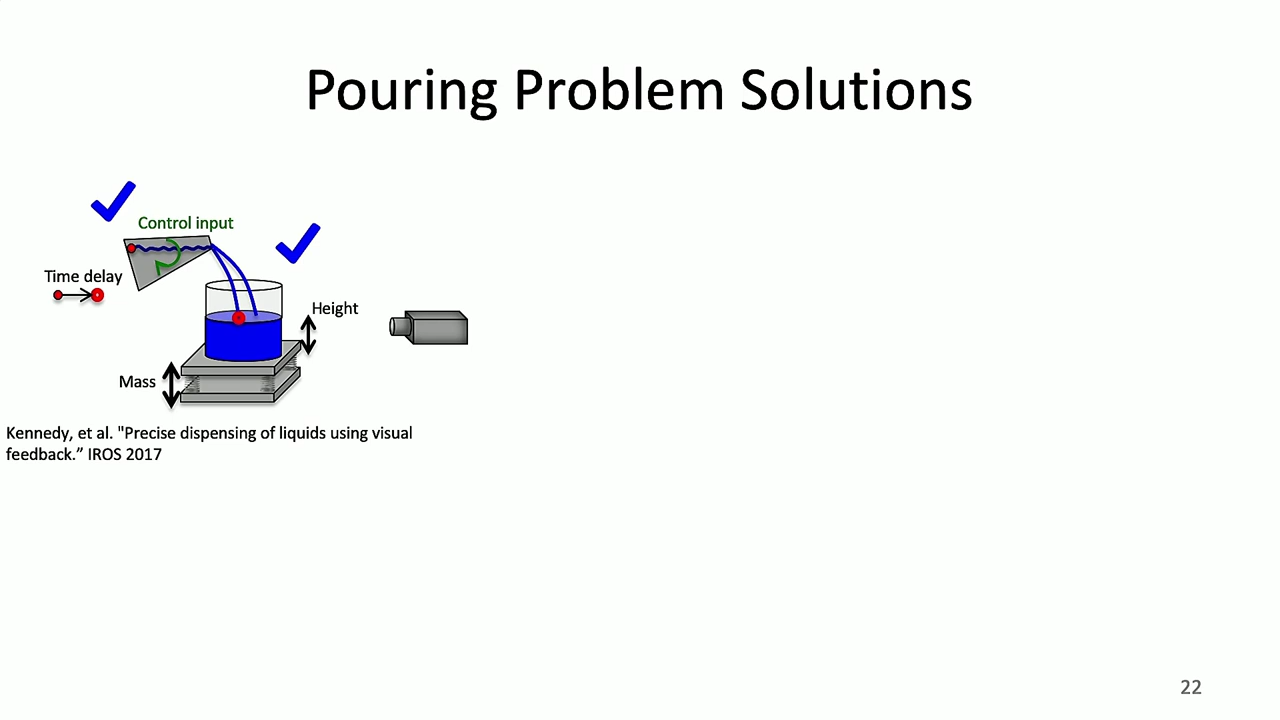 Pouring Problem Solutions
Control input
Time delay
Height
Mass
Kennedy, et al. "Precise dispensing of liquids using visual
feedback.” IROS 2017
22